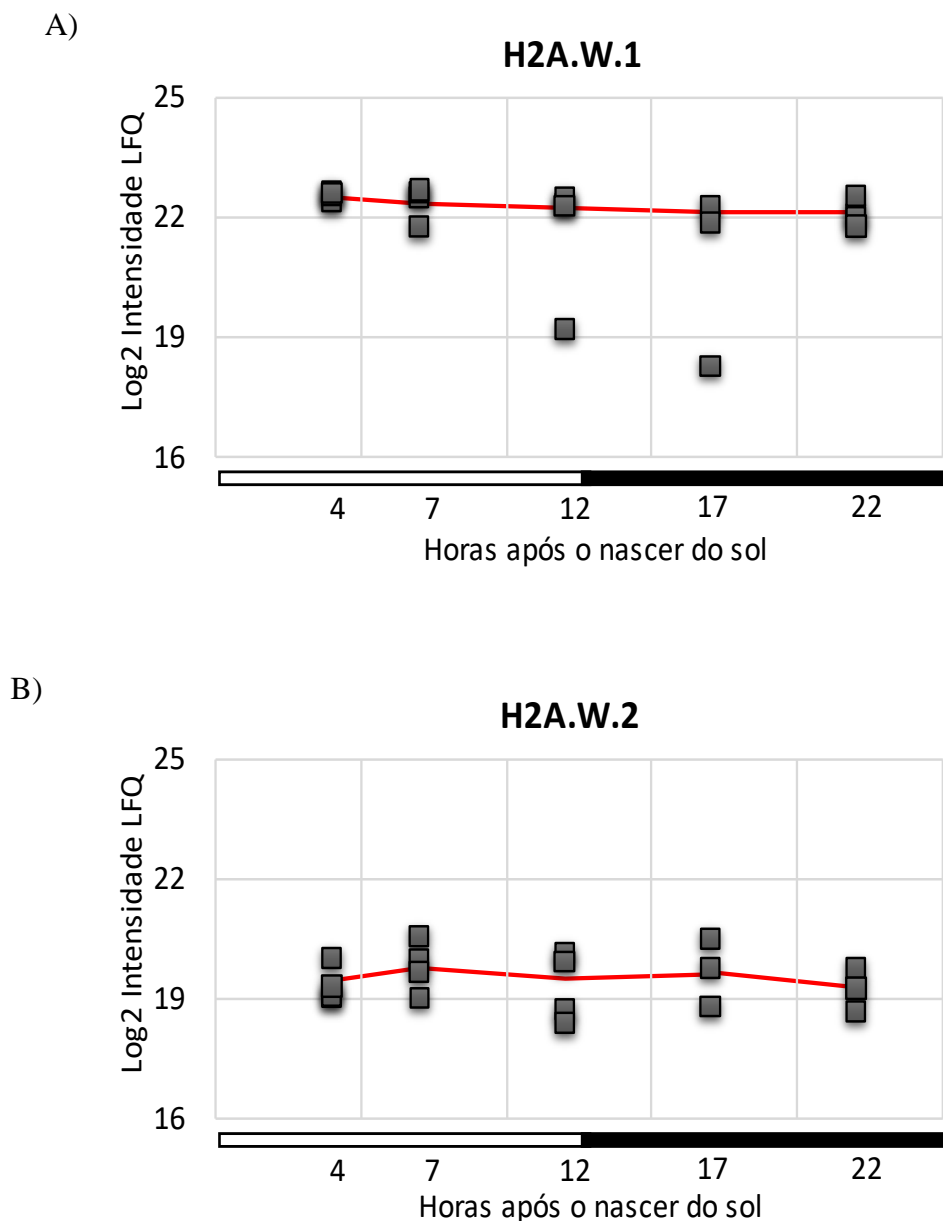 A)
H2A.W.1
Log2 Intensidade LFQ
25
22
19
16
4 7 12 17 22
Horas após o nascer do sol
B)
H2A.W.2
Log2 Intensidade LFQ
25
22
19
16
4 7 12 17 22
Horas após o nascer do sol